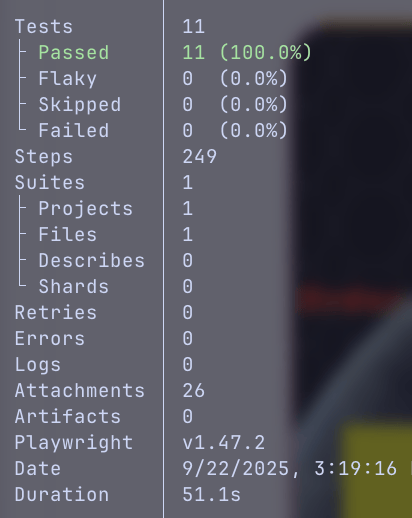 Tests 11
Passed 11 (100.0%)
Flaky 0 (0.0%)
Skipped 0 (0.0%)
Failed 0 (0.0%)
Steps 249
Suites 1
Projects 1
Files 1
Describes 0
Shards 0
Retries 0
Errors 0
Logs 0
Attachments 26
Artifacts 0
Playwright v1.47.2
Date 9/22/2025, 3:19:16
Duration 51.1s